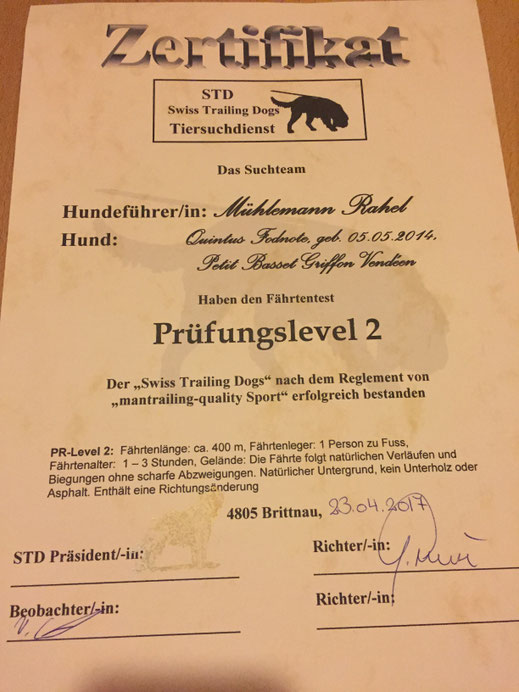 Zertifikat
STD
Swiss Trailing Dogs
Tiersuchdienst
Das Suchteam
Hundeführer/in: Mühlemann Rahel
Hund: Quintus Fodnote, geb. 05.05.2014,
Petit Basset Griffon Vendéen
Haben den Fährtentest
Prüfungslevel 2
Der „Swiss Trailing Dogs“ nach dem Reglement von
„mantrailing-quality Sport“ erfolgreich bestanden
PR-Level 2: Fährtenlänge: ca. 400 m, Fährtenleger: 1 Person zu Fuss,
Fährtenalter: 1 – 3 Stunden, Gelände: Die Fährte folgt natürlichen Verläufen und
Biegungen ohne scharfe Abzweigungen. Natürlicher Untergrund, kein Unterholz oder
Asphalt. Enthält eine Richtungsänderung
4805 Brittnau, 23.04.2017
STD Präsident/-in:
Richter/-in:
Beobachter/-in:
Richter/-in: